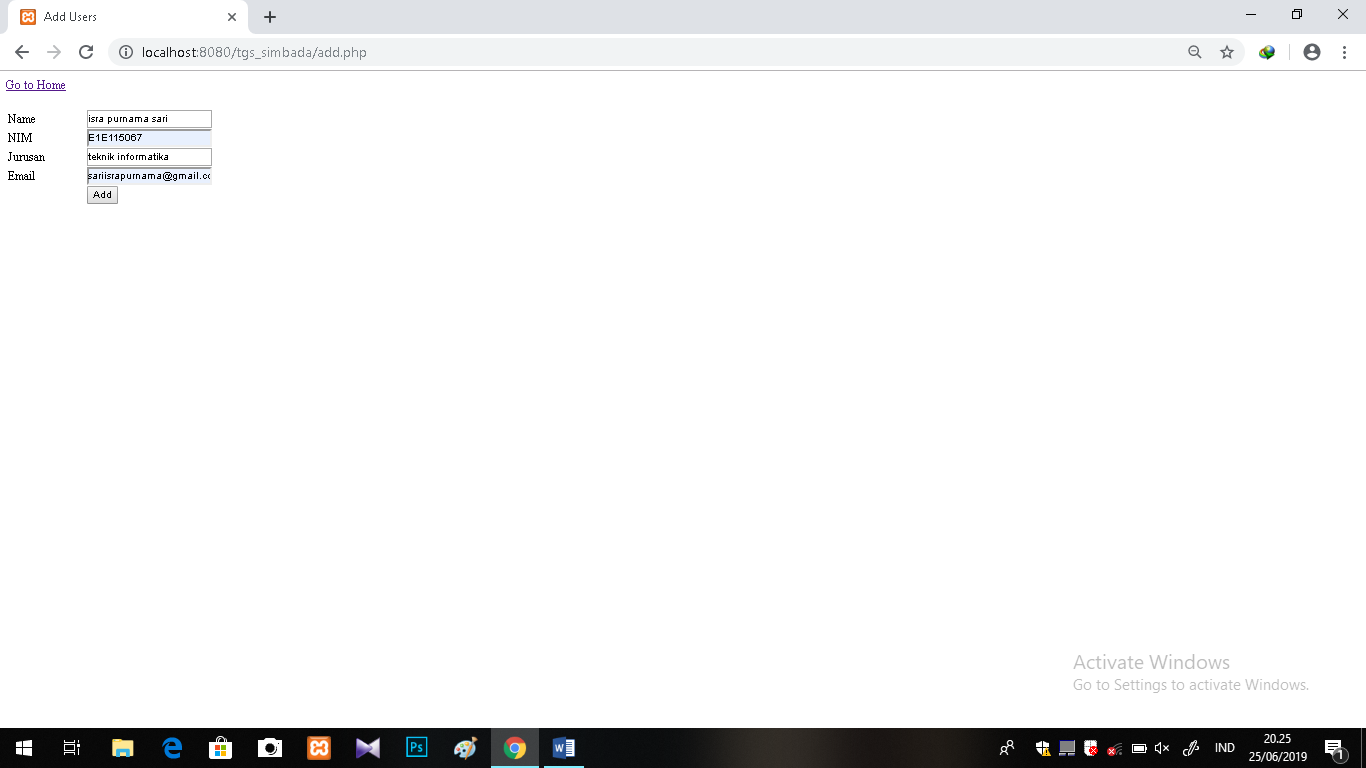 Add Users
localhost:8080/tgs_simbada/add.php
Go to Home
Name isra purnama sari
NIM E1E115067
Jurusan teknik informatika
Email sariisrapurnama@gmail.co
Add
Activate Windows
Go to Settings to activate Windows.
Ps
IND
20.25
25/06/2019
1